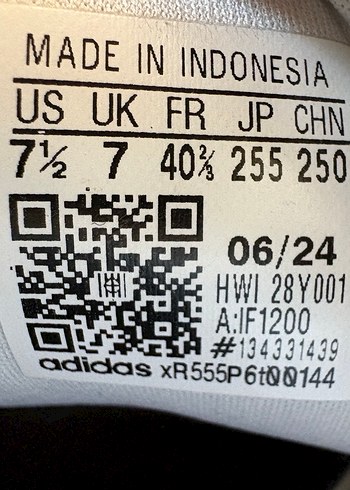 MADE IN INDONESIA
US UK FR JP CHN
7½ 7 40⅔ 255 250
06/24
HWI 28Y001
A:IF1200
#134331439
adidas xR555P6t00144